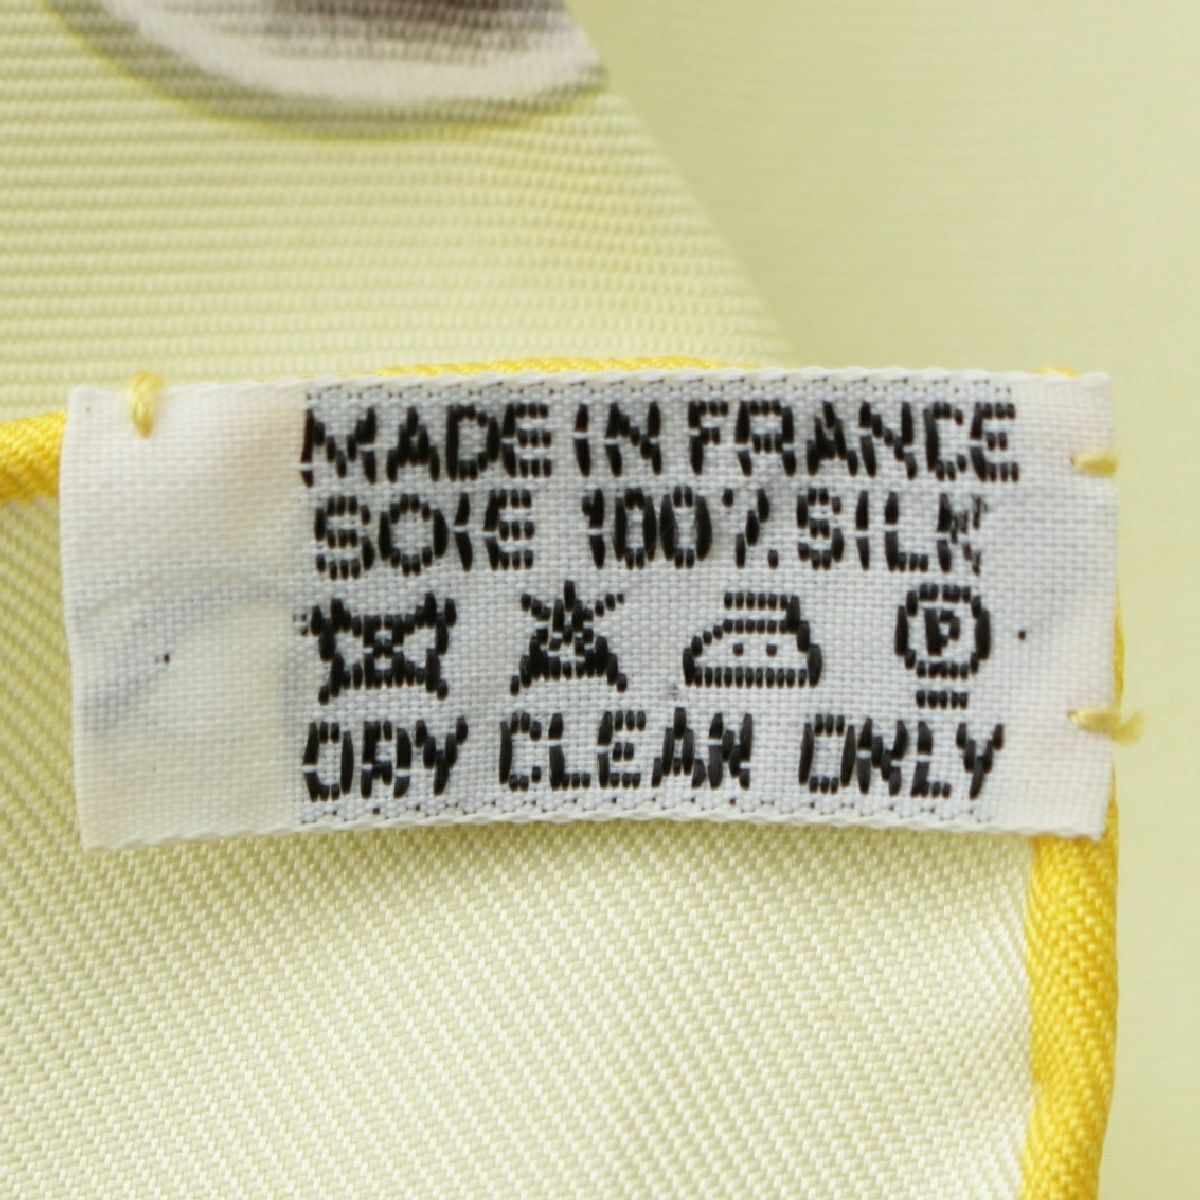 MADE IN FRANCE
SOIE 100% SILK
P
DRY CLEAN ONLY